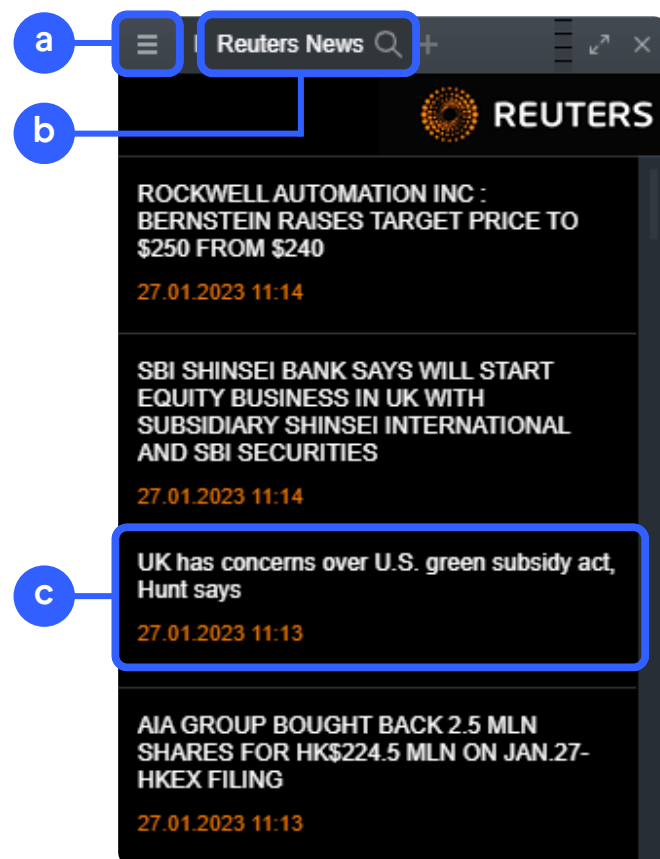 a
Reuters News
b
REUTERS
ROCKWELL AUTOMATION INC :
BERNSTEIN RAISES TARGET PRICE TO
$250 FROM $240
27.01.2023 11:14
SBI SHINSEI BANK SAYS WILL START
EQUITY BUSINESS IN UK WITH
SUBSIDIARY SHINSEI INTERNATIONAL
AND SBI SECURITIES
27.01.2023 11:14
UK has concerns over U.S. green subsidy act,
Hunt says
c
27.01.2023 11:13
AIA GROUP BOUGHT BACK 2.5 MLN
SHARES FOR HK$224.5 MLN ON JAN.27-
HKEX FILING
27.01.2023 11:13